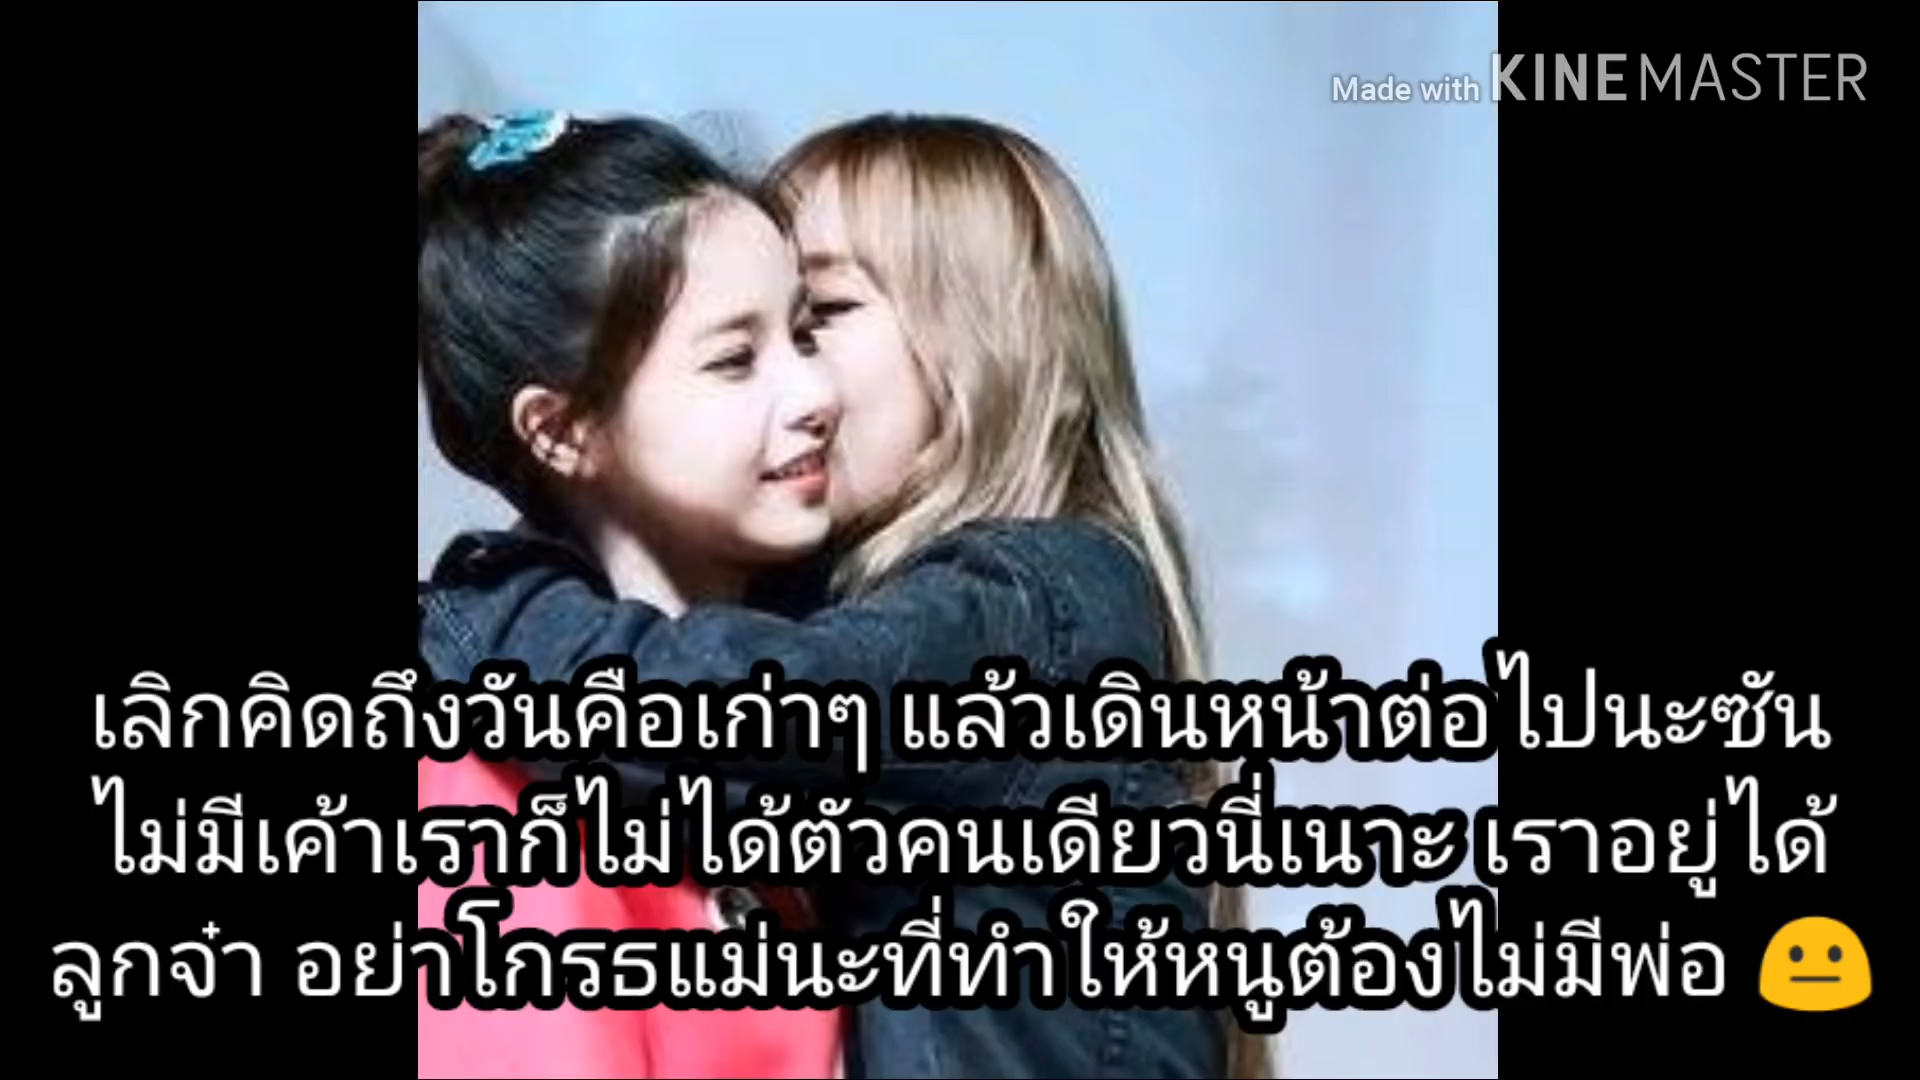 Made with KINEMASTER
เลิกคิดถึงวันคือเก่าๆ แล้วเดินหน้าต่อไปนะซัน
ไม่มีเค้าเราก็ไม่ได้ตัวคนเดียวนี่เนาะ เราอยู่ได้
ลูกจ๋า อย่าโกรธแม่นะที่ทำให้หนูต้องไม่มีพ่อ 😐